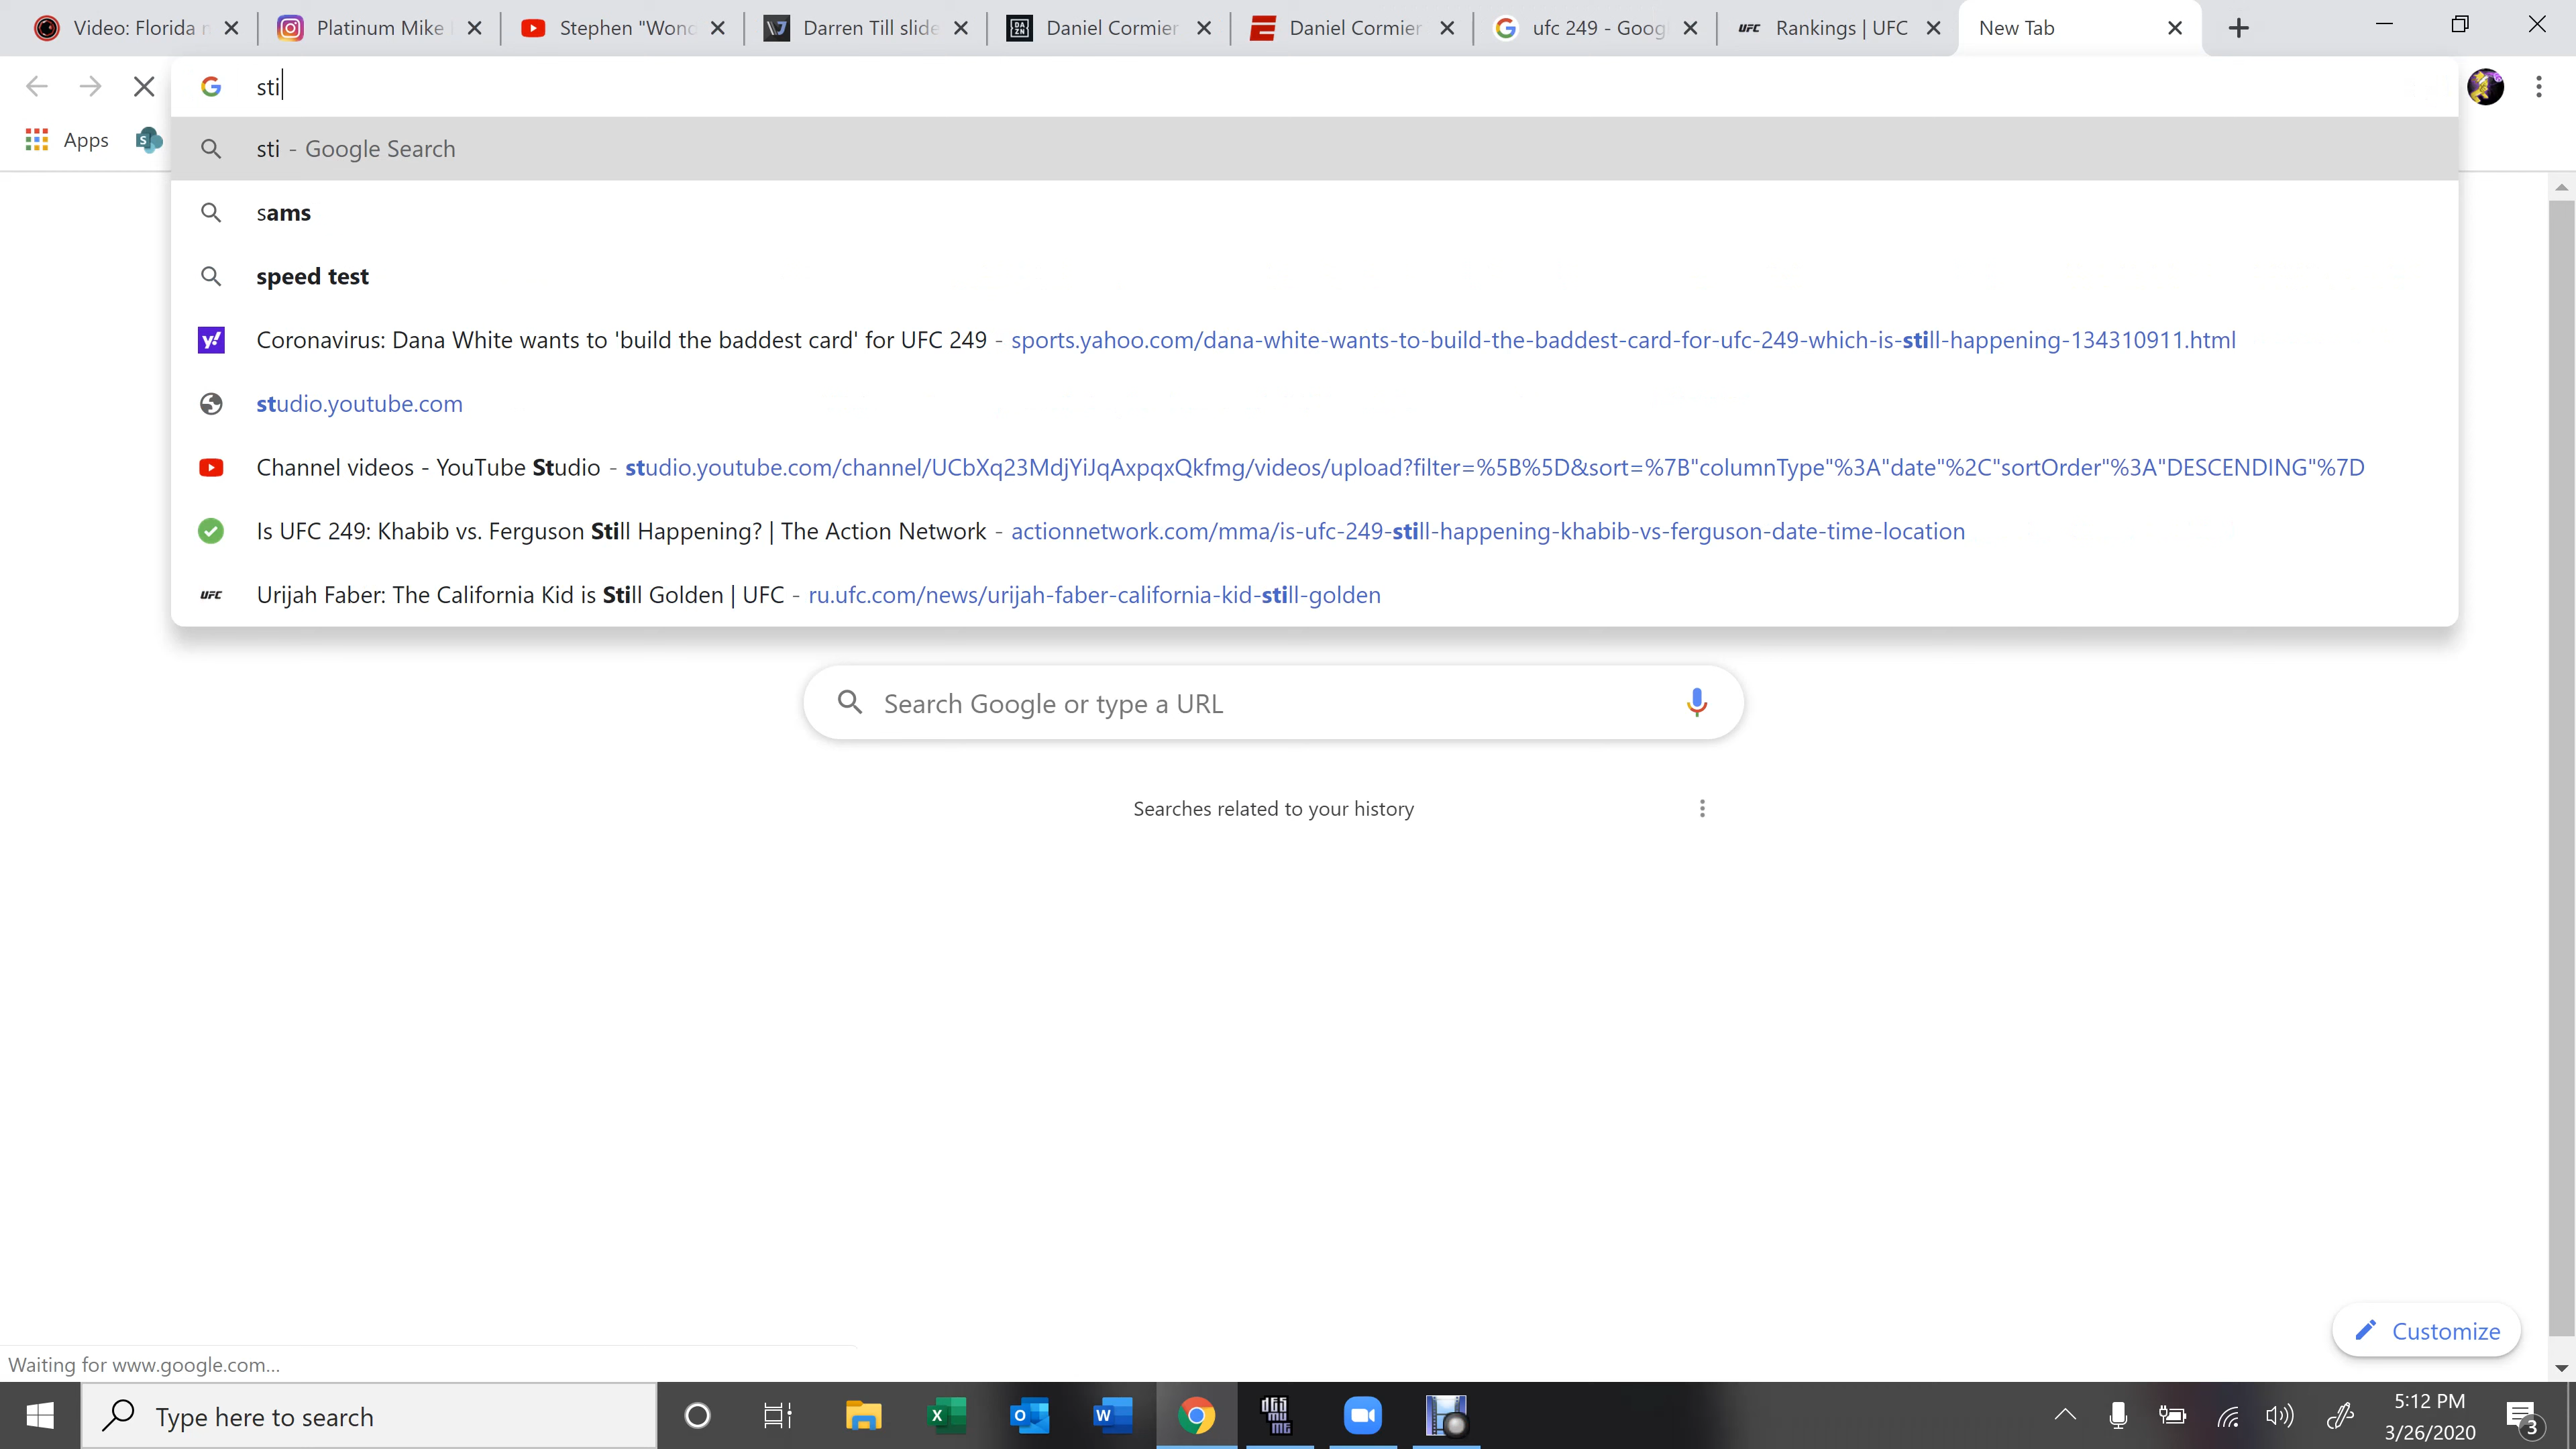 Video: Florida
Platinum Mike
Stephen "Wonc
Darren Till slide
DA ZN
Daniel Cormier
Daniel Cormier
ufc 249 - Goog
UFC
Rankings | UFC
New Tab
sti
Apps
sti - Google Search
sams
speed test
y! Coronavirus: Dana White wants to 'build the baddest card' for UFC 249 - sports.yahoo.com/dana-white-wants-to-build-the-baddest-card-for-ufc-249-which-is-still-happening-134310911.html
studio.youtube.com
Channel videos - YouTube Studio - studio.youtube.com/channel/UCbXq23MdjYiJqAxpqxQkfmg/videos/upload?filter=%5B%5D&sort=%7B"columnType"%3A"date"%2C"sortOrder"%3A"DESCENDING"%7D
Is UFC 249: Khabib vs. Ferguson Still Happening? | The Action Network - actionnetwork.com/mma/is-ufc-249-still-happening-khabib-vs-ferguson-date-time-location
UFC Urijah Faber: The California Kid is Still Golden | UFC - ru.ufc.com/news/urijah-faber-california-kid-still-golden
Search Google or type a URL
Searches related to your history
Customize
Waiting for www.google.com...
Type here to search
DES MU ME
5:12 PM
3/26/2020
3